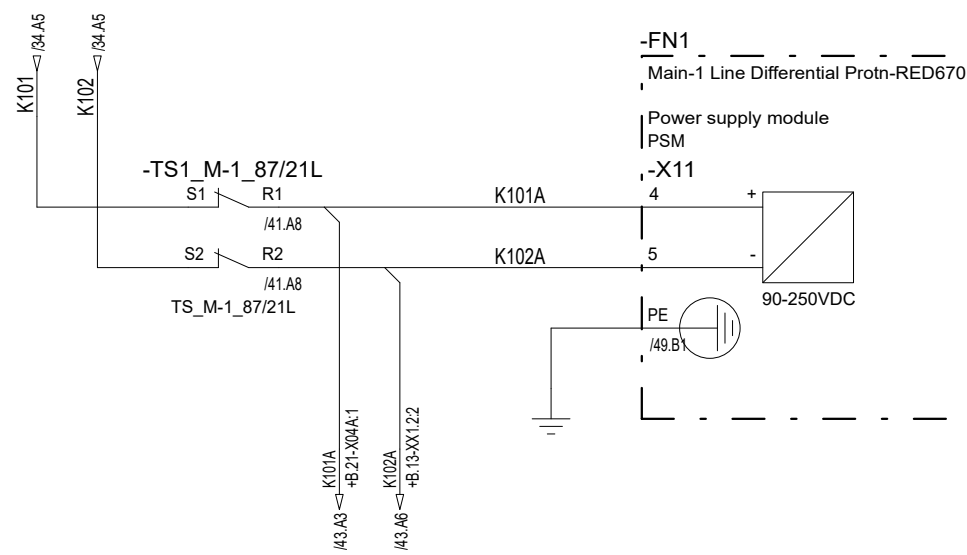 /34.A5
/34.A5
K101
K102
-FN1
Main-1 Line Differential Protn-RED670
Power supply module
PSM
-TS1_M-1_87/21L
-X11
S1
R1
K101A
4
+
/41.A8
S2
R2
K102A
5
-
/41.A8
TS_M-1_87/21L
90-250VDC
PE
/49.B1
K101A
+B.21-X04A:1
K102A
+B.13-XX1.2:2
/43.A3
/43.A6